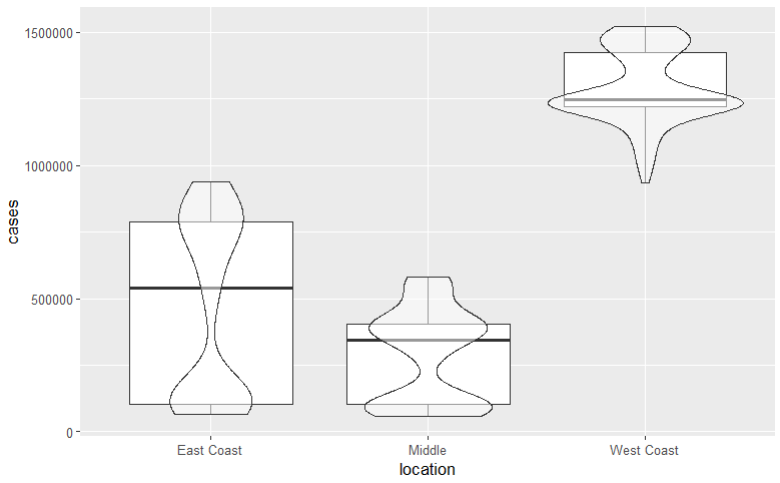 1500000
1000000
500000
0
cases
East Coast
Middle
West Coast
location